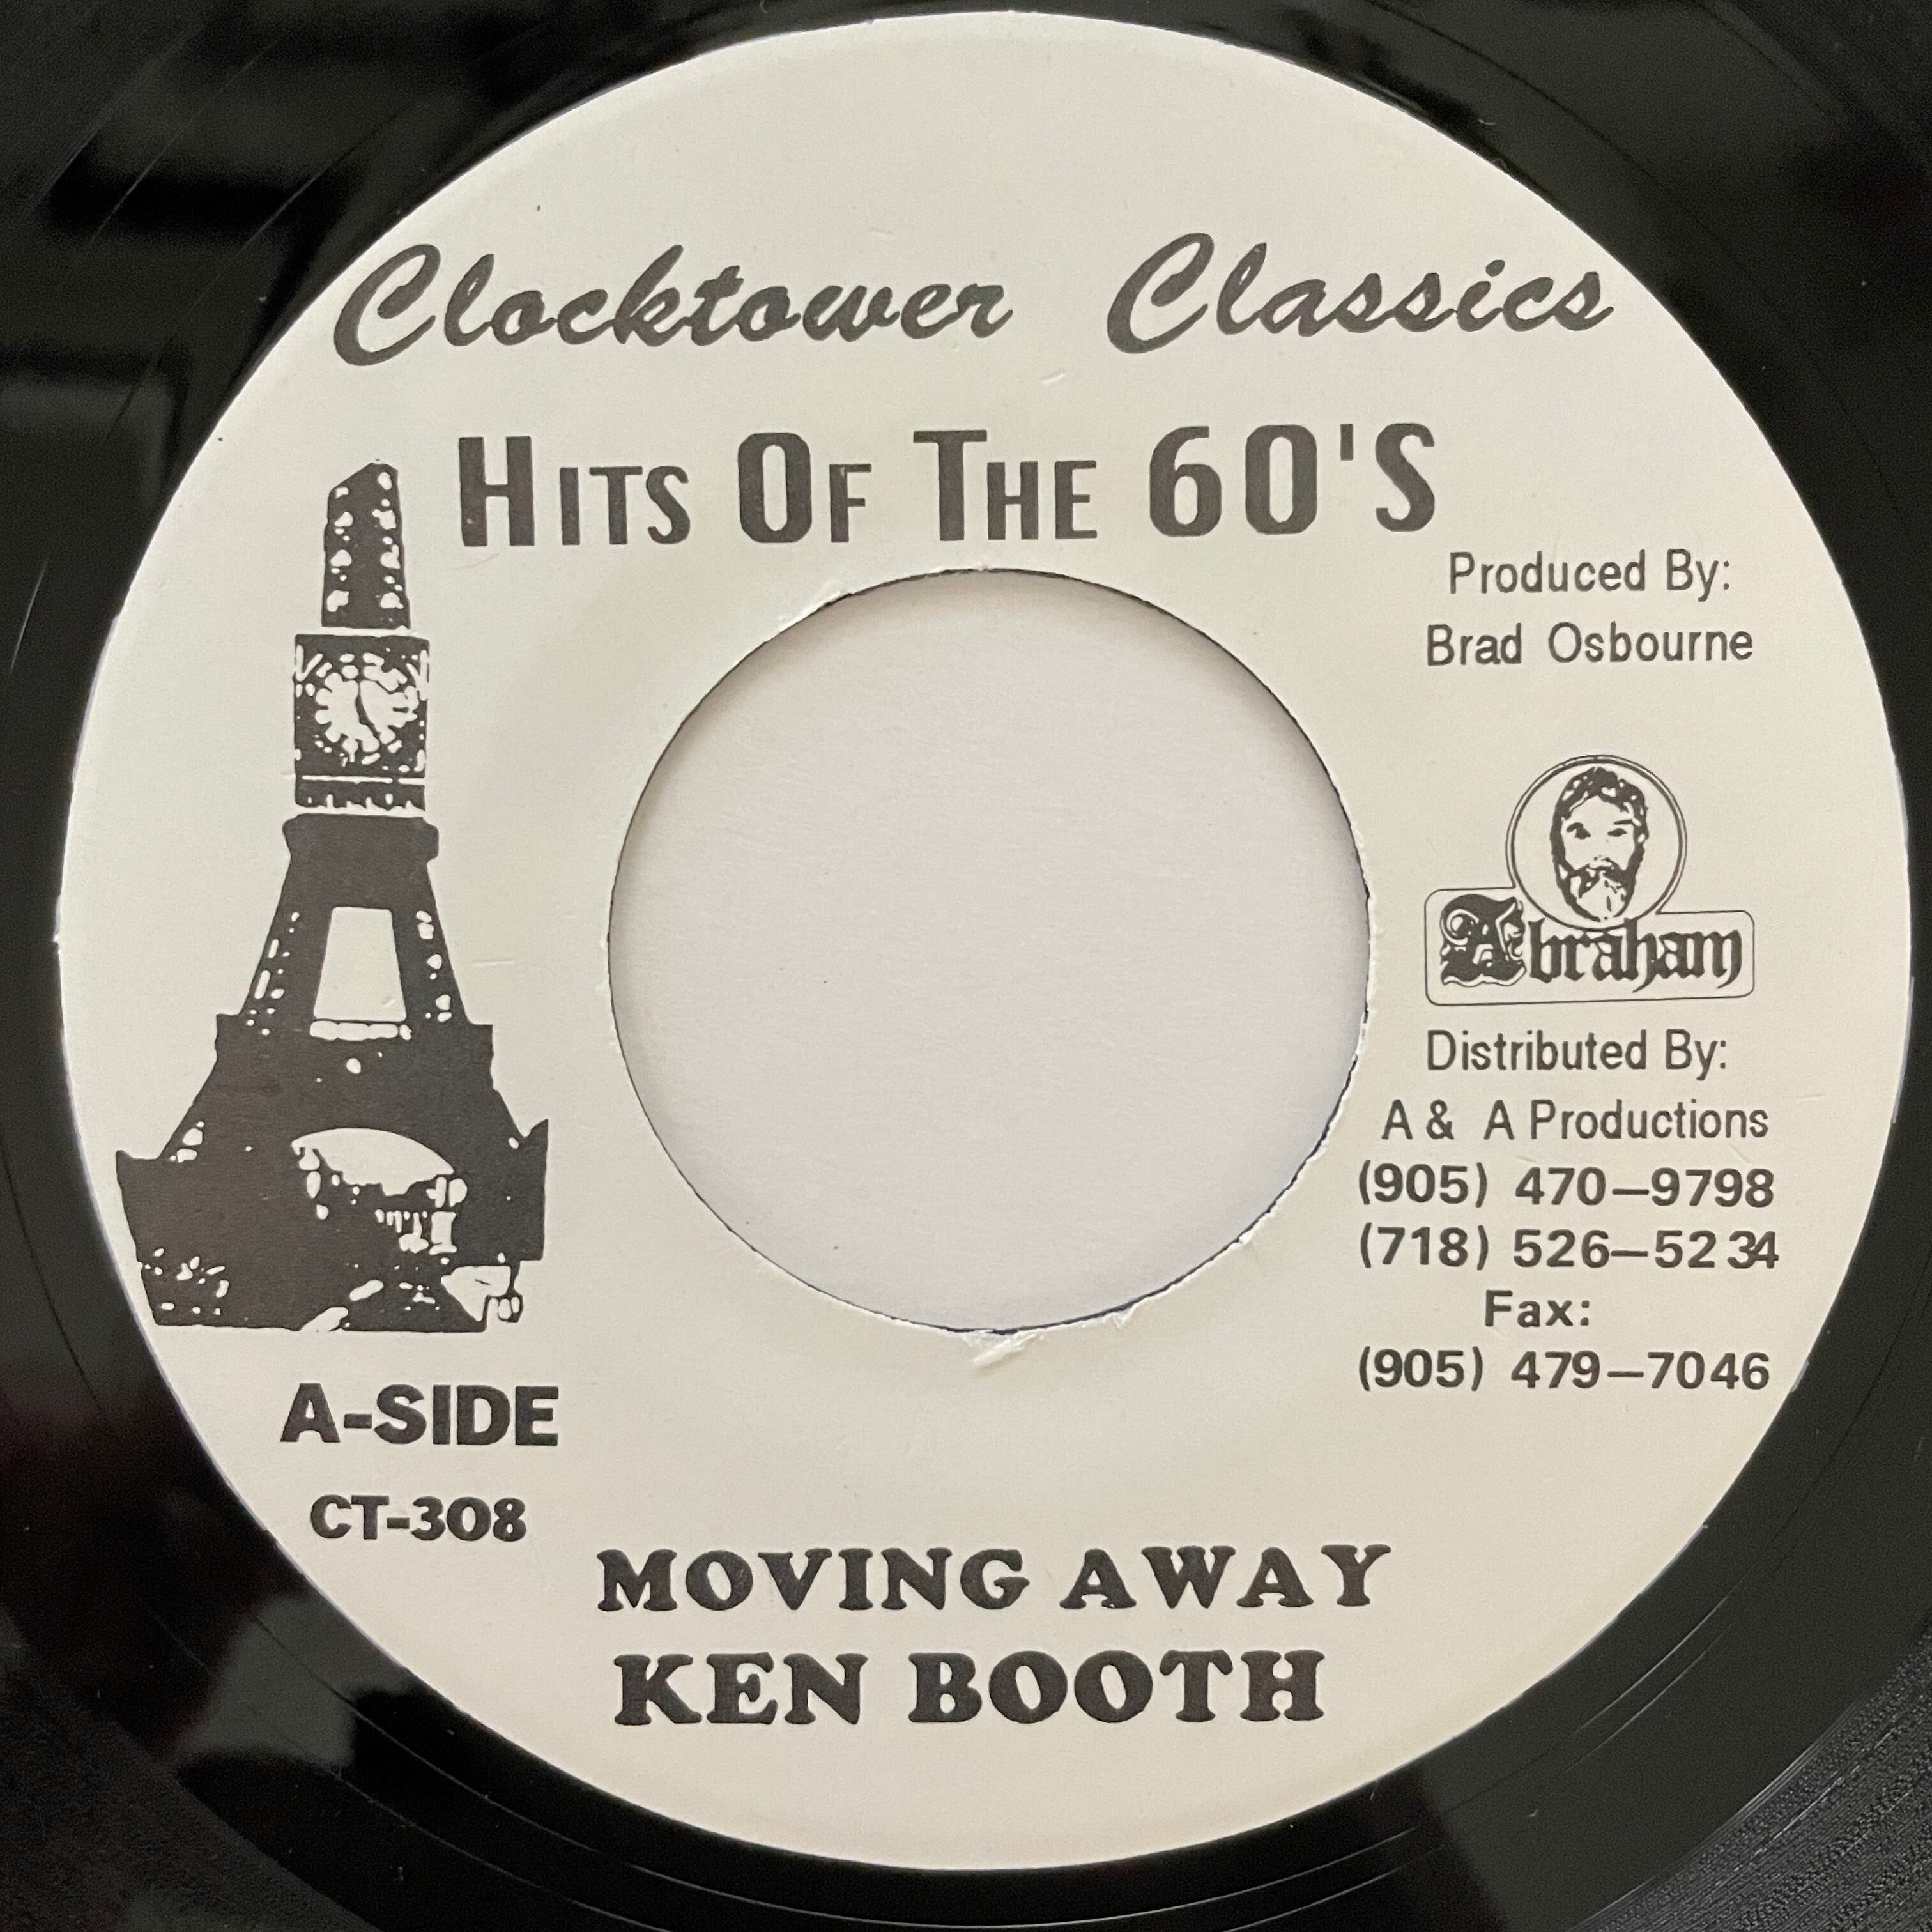 Clocktower Classics
HITS OF THE 60'S
Produced By:
Brad Osbourne
Abraham
Distributed By:
A & A Productions
(905) 470-9798
(718) 526-5234
Fax:
(905) 479-7046
A-SIDE
CT-308
MOVING AWAY
KEN BOOTH